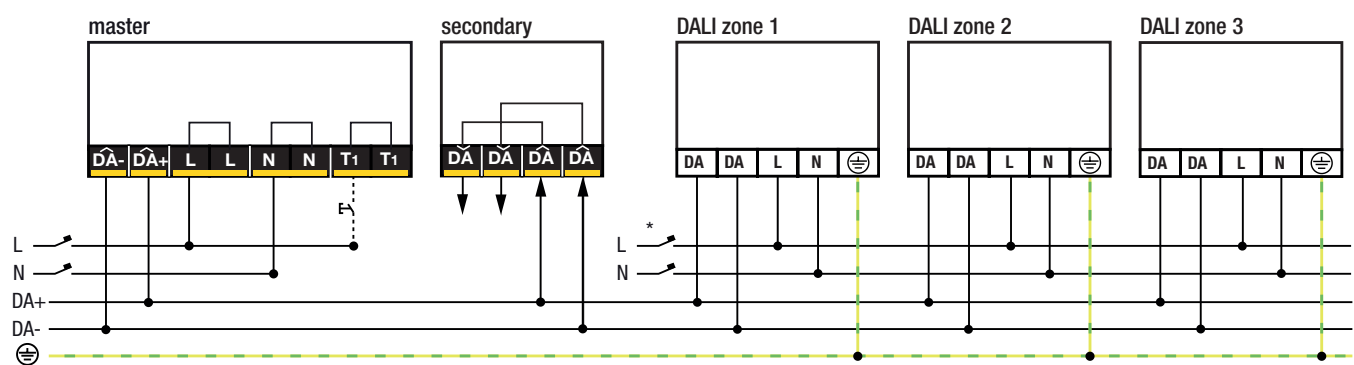 master secondary DALI zone 1 DALI zone 2 DALI zone 3
DA- DA+ L L N N T1 T1 DA DA DA DA DA DA L N DA DA L N DA DA L N
*
L L
N N
DA+
DA-